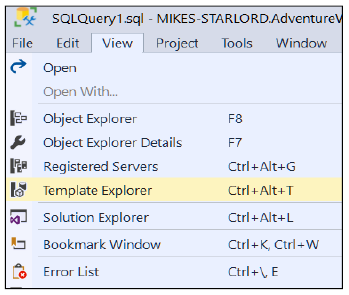 SQLQuery1.sql - MIKES-STARLORD.Adventure
File Edit View Project Tools Window
Open
Open With...
Object Explorer F8
Object Explorer Details F7
Registered Servers Ctrl+Alt+G
Template Explorer Ctrl+Alt+T
Solution Explorer Ctrl+Alt+L
Bookmark Window Ctrl+K, Ctrl+W
Error List Ctrl+\, E